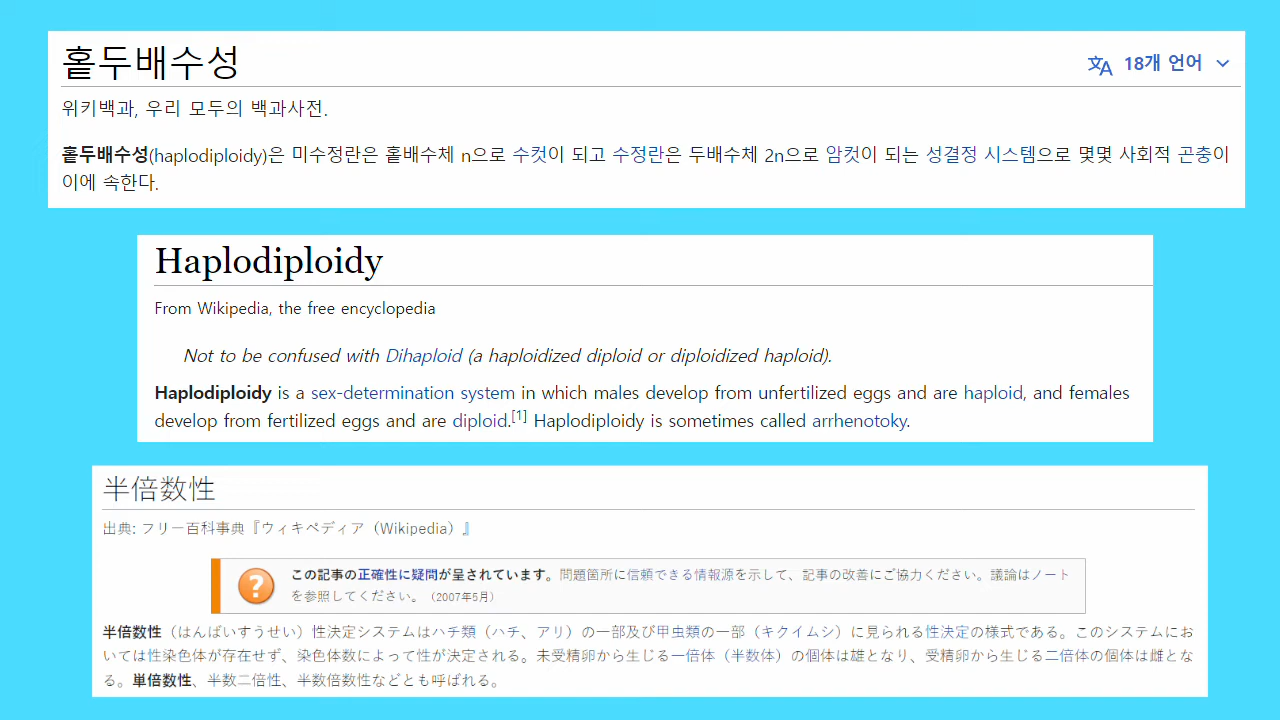 홑두배수성
18개 언어
위키백과, 우리 모두의 백과사전.
홑두배수성(haplodiploidy)은 미수정란은 홑배수체 n으로 수컷이 되고 수정란은 두배수체 2n으로 암컷이 되는 성결정 시스템으로 몇몇 사회적 곤충이
이에 속한다.
Haplodiploidy
From Wikipedia, the free encyclopedia
Not to be confused with Dihaploid (a haploidized diploid or diploidized haploid).
Haplodiploidy is a sex-determination system in which males develop from unfertilized eggs and are haploid, and females
develop from fertilized eggs and are diploid.[1] Haplodiploidy is sometimes called arrhenotoky.
半倍数性
出典: フリー百科事典『ウィキペディア（Wikipedia）』
この記事の正確性に疑問が呈されています。問題箇所に信頼できる情報源を示して、記事の改善にご協力ください。議論はノート
を参照してください。（2007年5月）
半倍数性（はんばいすうせい）性決定システムはハチ類（ハチ、アリ）の一部及び甲虫類の一部（キクイムシ）に見られる性決定の様式である。このシステムにお
いては性染色体が存在せず、染色体数によって性が決定される。未受精卵から生じる一倍体（半数体）の個体は雄となり、受精卵から生じる二倍体の個体は雌とな
る。単倍数性、半数二倍性、半数倍数性などとも呼ばれる。